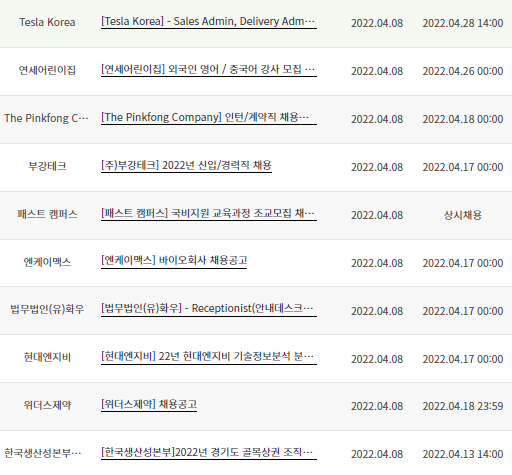 Tesla Korea [Tesla Korea] - Sales Admin, Delivery Adm··· 2022.04.08 2022.04.28 14:00
연세어린이집 [연세어린이집] 외국인 영어 / 중국어 강사 모집 ··· 2022.04.08 2022.04.26 00:00
The Pinkfong C··· [The Pinkfong Company] 인턴/계약직 채용··· 2022.04.08 2022.04.18 00:00
부강테크 [주)부강테크] 2022년 신입/경력직 채용 2022.04.08 2022.04.17 00:00
패스트 캠퍼스 [패스트 캠퍼스] 국비지원 교육과정 조교모집 채··· 2022.04.08 상시채용
엔케이맥스 [엔케이맥스] 바이오회사 채용공고 2022.04.08 2022.04.17 00:00
법무법인(유)화우 [법무법인(유)화우] - Receptionist(안내데스크··· 2022.04.08 2022.04.17 00:00
현대엔지비 [현대엔지비] 22년 현대엔지비 기술정보분석 분··· 2022.04.08 2022.04.17 00:00
위더스제약 [위더스제약] 채용공고 2022.04.08 2022.04.18 23:59
한국생산성본부··· [한국생산성본부]2022년 경기도 골목상권 조직··· 2022.04.08 2022.04.13 14:00